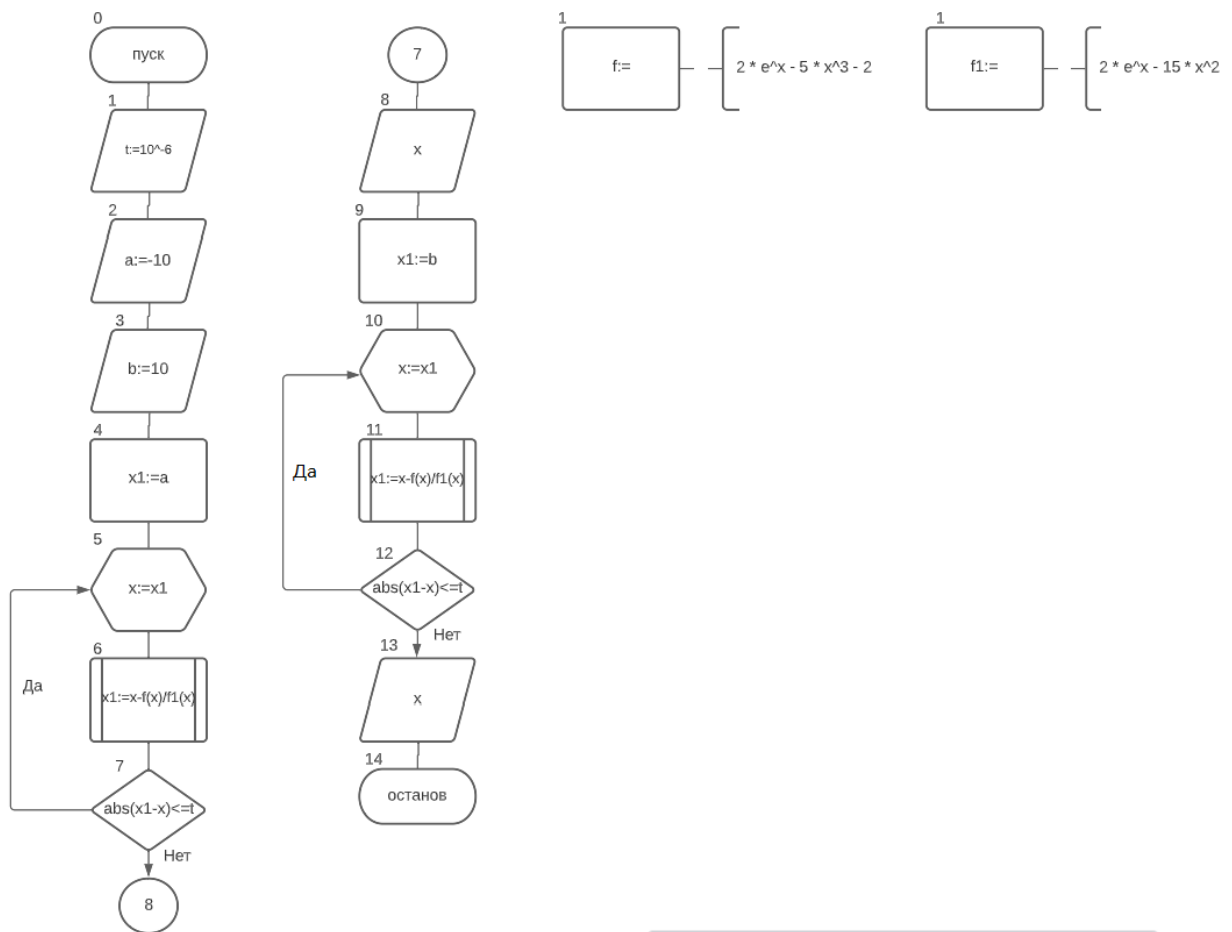 0
пуск
1
t:=10^-6
2
a:=-10
3
b:=10
4
x1:=a
5
x:=x1
6
x1:=x-f(x)/f1(x)
Да
7
abs(x1-x)<=t
Нет
8
7
8
x
9
x1:=b
10
x:=x1
11
x1:=x-f(x)/f1(x)
Да
12
abs(x1-x)<=t
Нет
13
x
14
останов
1
f:=
2 * e^x - 5 * x^3 - 2
1
f1:=
2 * e^x - 15 * x^2